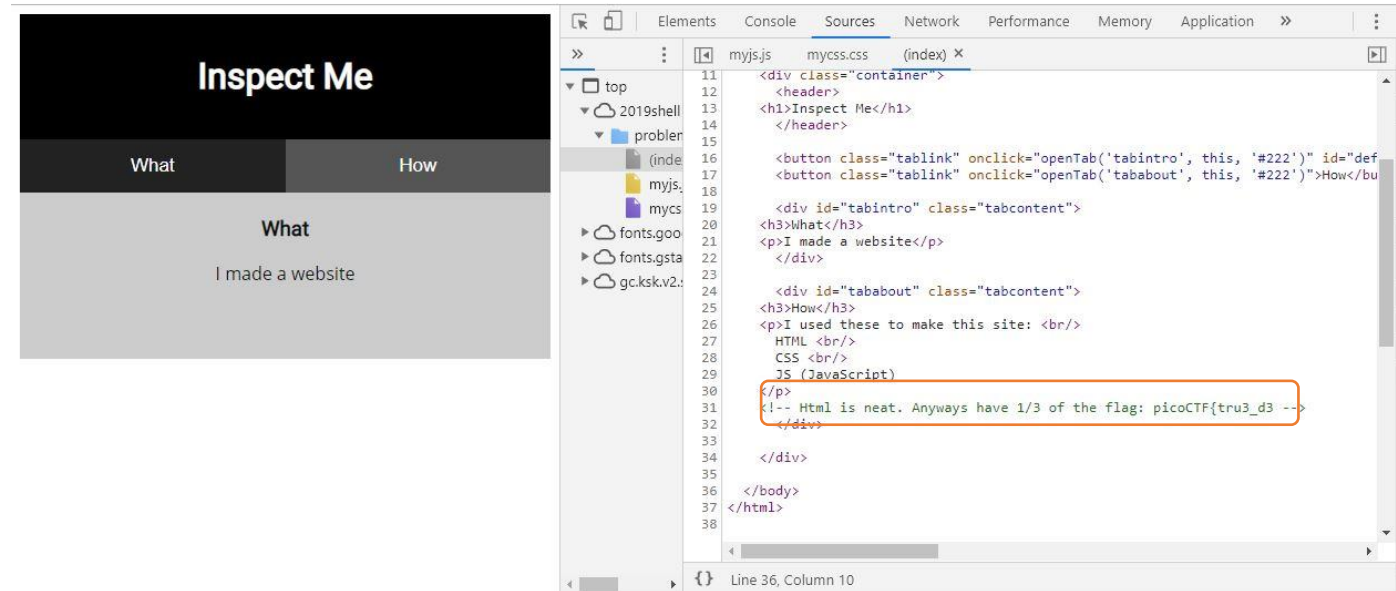 Inspect Me
What How
What
I made a website
Elements Console Sources Network Performance Memory Application »
» myjs.js mycss.css (index) ×
top
2019shell
problem
(inde
myjs.
mycs
fonts.goo
fonts.gsta
gc.ksk.v2.
11 <div class="container">
12 <header>
13 <h1>Inspect Me</h1>
14 </header>
15
16 <button class="tablink" onclick="openTab('tabintro', this, '#222')" id="def
17 <button class="tablink" onclick="openTab('tababout', this, '#222')">How</bu
18
19 <div id="tabintro" class="tabcontent">
20 <h3>What</h3>
21 <p>I made a website</p>
22 </div>
23
24 <div id="tababout" class="tabcontent">
25 <h3>How</h3>
26 <p>I used these to make this site: <br/>
27 HTML <br/>
28 CSS <br/>
29 JS (JavaScript)
30 </p>
31 <!-- Html is neat. Anyways have 1/3 of the flag: picoCTF{tru3_d3 -->
32 </div>
33
34 </div>
35
36 </body>
37 </html>
38
{} Line 36, Column 10